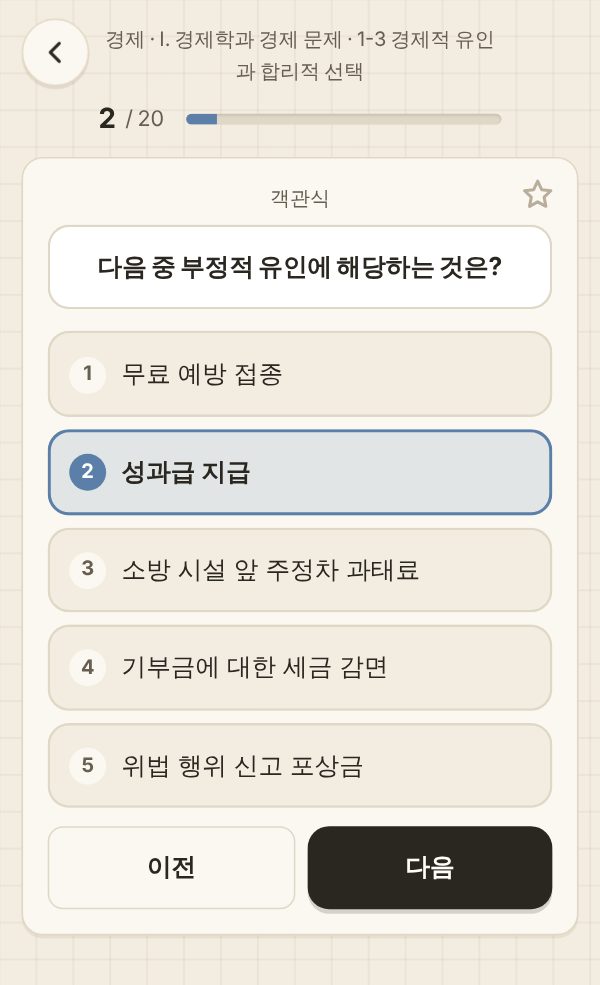 경제 · I. 경제학과 경제 문제 · 1-3 경제적 유인
과 합리적 선택
2 / 20
객관식
다음 중 부정적 유인에 해당하는 것은?
1 무료 예방 접종
2 성과급 지급
3 소방 시설 앞 주정차 과태료
4 기부금에 대한 세금 감면
5 위법 행위 신고 포상금
이전 다음